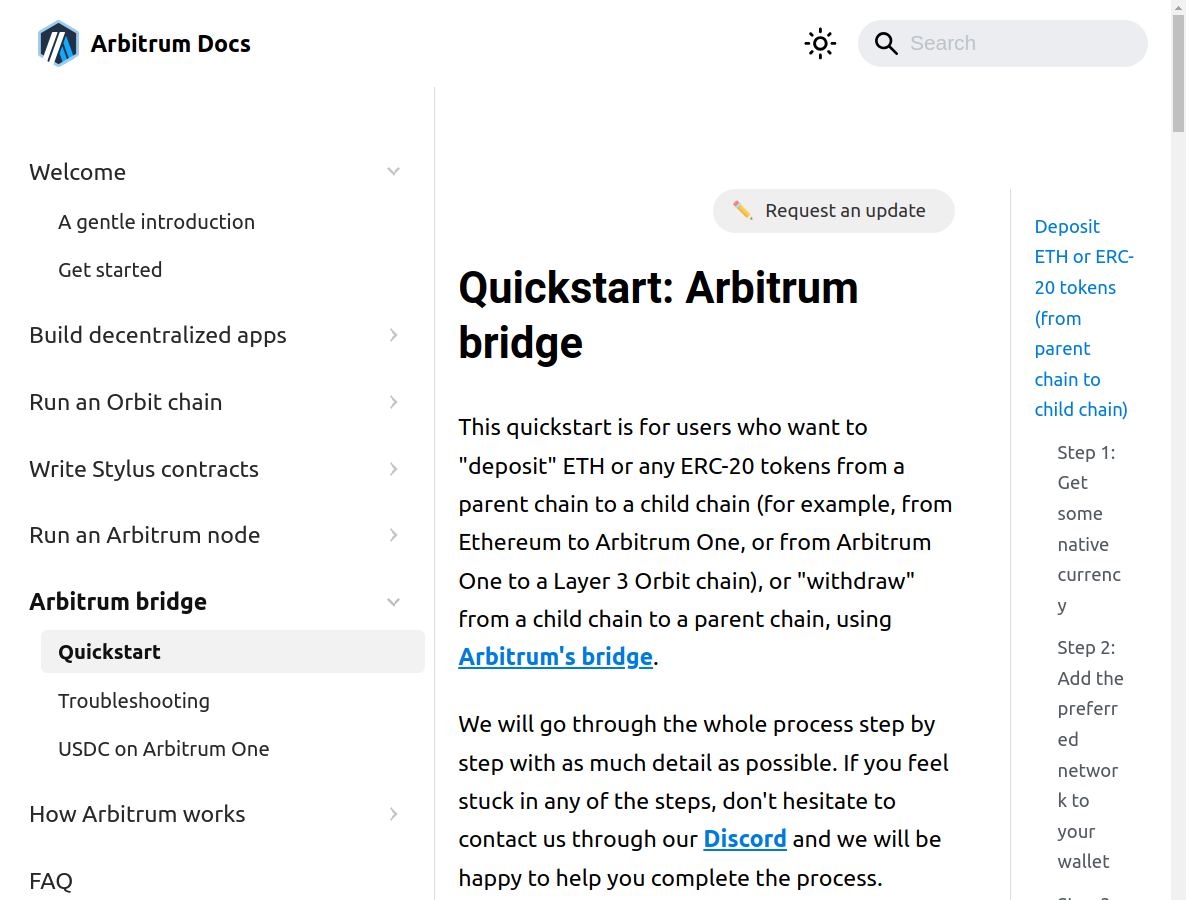 Arbitrum Docs
Search
Welcome
A gentle introduction
Get started
Build decentralized apps
Run an Orbit chain
Write Stylus contracts
Run an Arbitrum node
Arbitrum bridge
Quickstart
Troubleshooting
USDC on Arbitrum One
How Arbitrum works
FAQ
Request an update
Quickstart: Arbitrum
bridge
This quickstart is for users who want to
"deposit" ETH or any ERC-20 tokens from a
parent chain to a child chain (for example, from
Ethereum to Arbitrum One, or from Arbitrum
One to a Layer 3 Orbit chain), or "withdraw"
from a child chain to a parent chain, using
Arbitrum's bridge.
We will go through the whole process step by
step with as much detail as possible. If you feel
stuck in any of the steps, don't hesitate to
contact us through our Discord and we will be
happy to help you complete the process.
Deposit
ETH or ERC-
20 tokens
(from
parent
chain to
child chain)
Step 1:
Get
some
native
currenc
y
Step 2:
Add the
preferr
ed
networ
k to
your
wallet